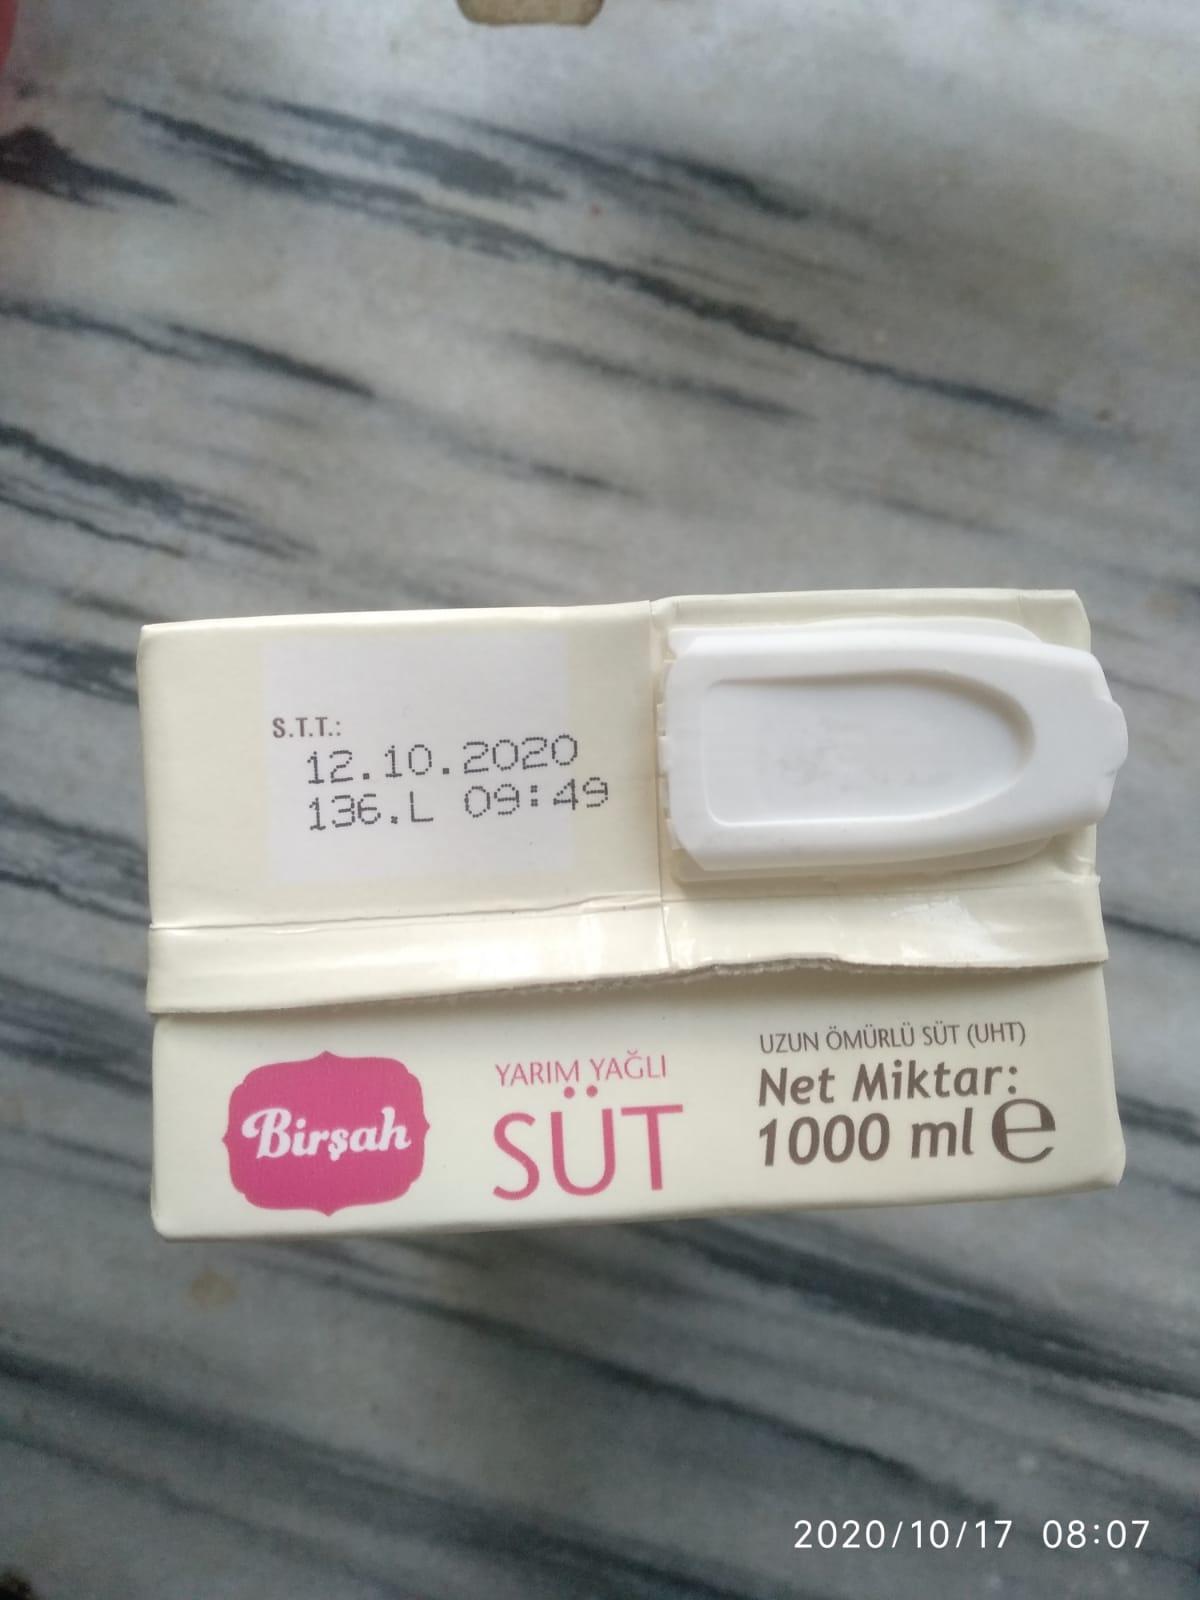 S.T.T.:
12.10.2020
136.L 09:49
Birşah
YARIM YAĞLI
SÜT
UZUN ÖMÜRLÜ SÜT (UHT)
Net Miktar:
1000 ml e
2020/10/17 08:07